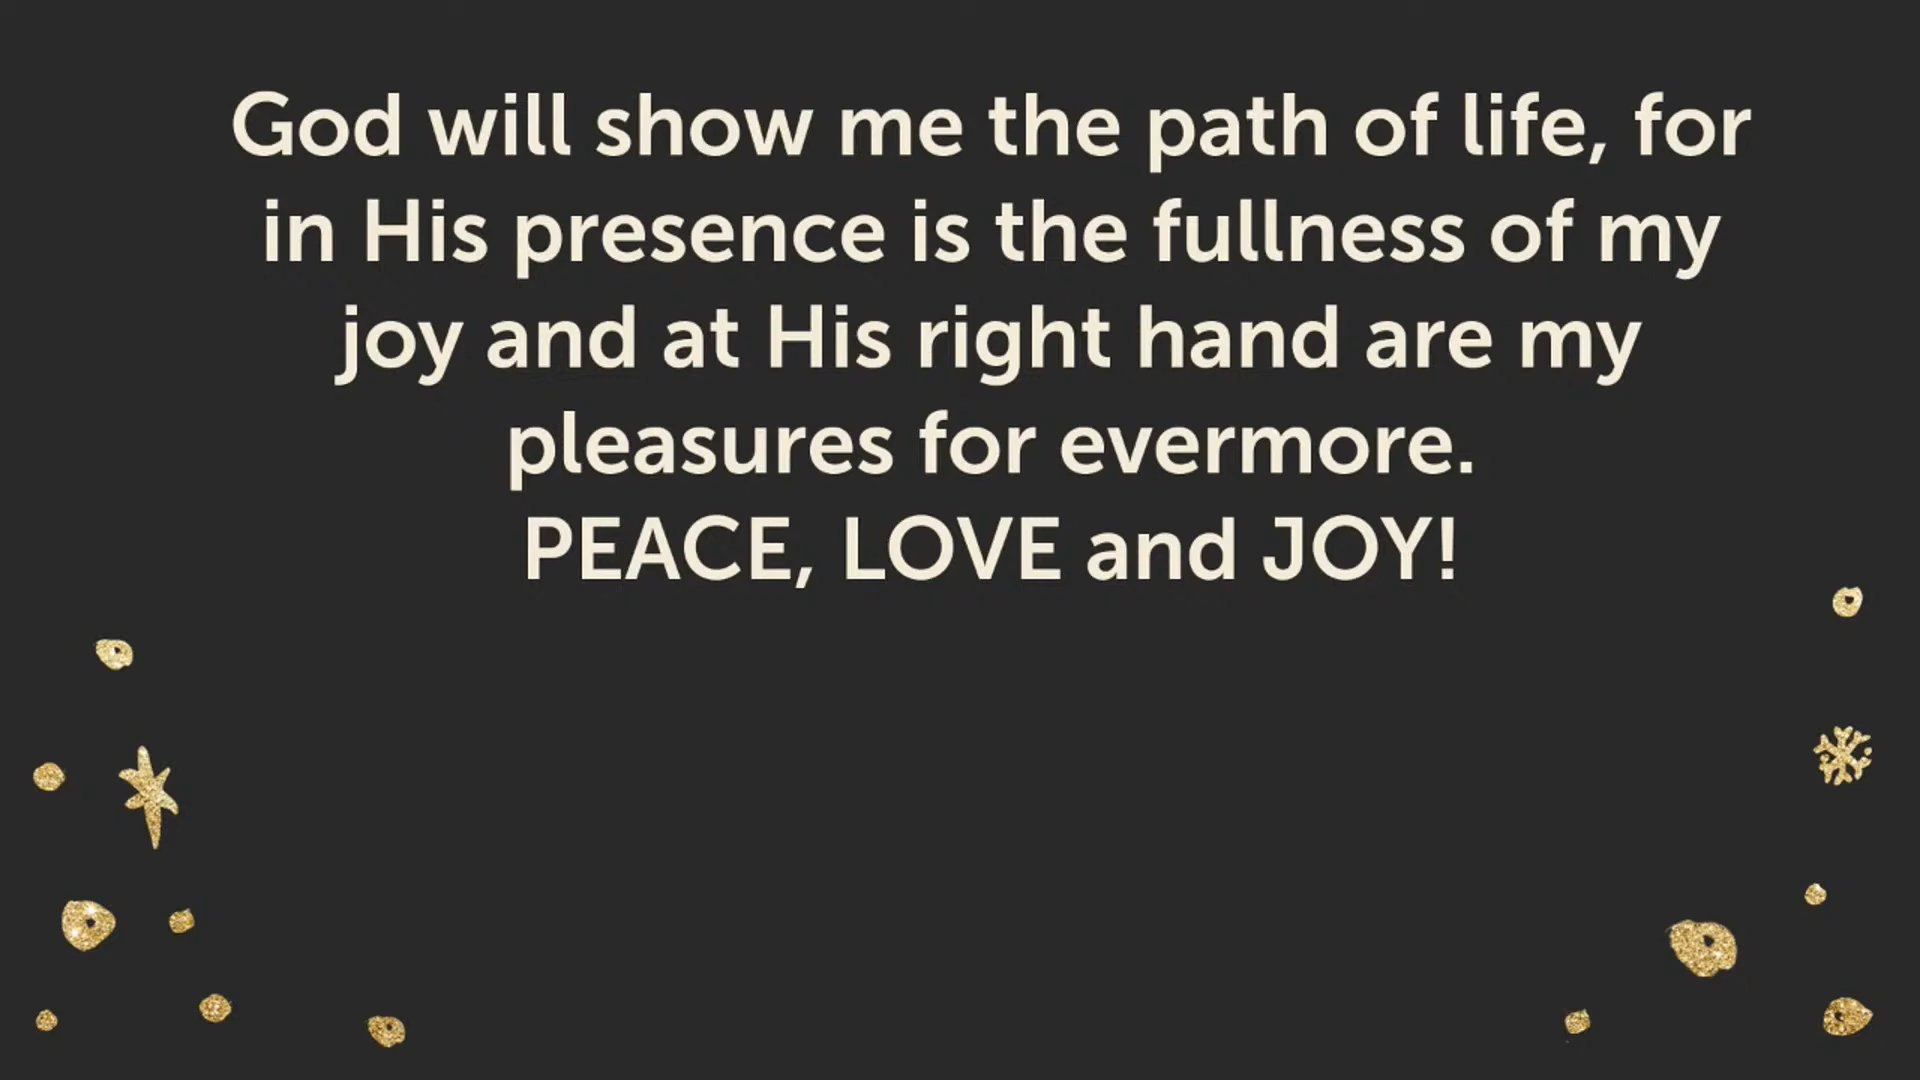 God will show me the path of life, for
in His presence is the fullness of my
joy and at His right hand are my
pleasures for evermore.
PEACE, LOVE and JOY!